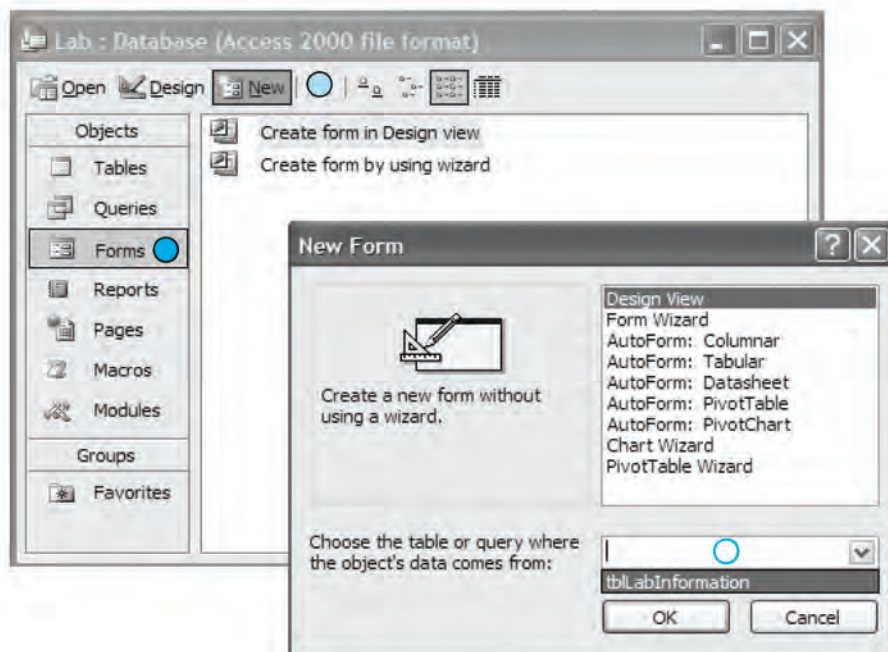 Lab : Database (Access 2000 file format)
Open Design New
Objects
Tables
Queries
Forms
Reports
Pages
Macros
Modules
Groups
Favorites
Create form in Design view
Create form by using wizard
New Form
Create a new form without
using a wizard.
Design View
Form Wizard
AutoForm: Columnar
AutoForm: Tabular
AutoForm: Datasheet
AutoForm: PivotTable
AutoForm: PivotChart
Chart Wizard
PivotTable Wizard
Choose the table or query where
the object's data comes from:
tblLabInformation
OK Cancel